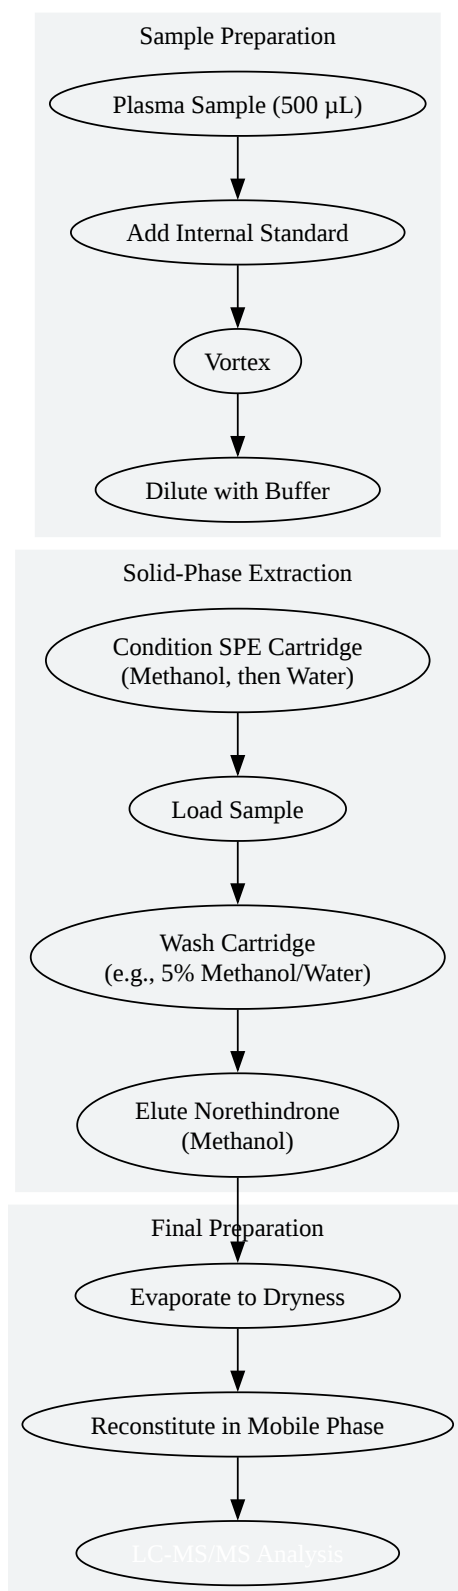 Sample Preparation
Plasma Sample (500 µL)
Add Internal Standard
Vortex
Dilute with Buffer
Solid-Phase Extraction
Condition SPE Cartridge
(Methanol, then Water)
Load Sample
Wash Cartridge
(e.g., 5% Methanol/Water)
Elute Norethindrone
(Methanol)
Final Preparation
Evaporate to Dryness
Reconstitute in Mobile Phase
LC-MS/MS Analysis